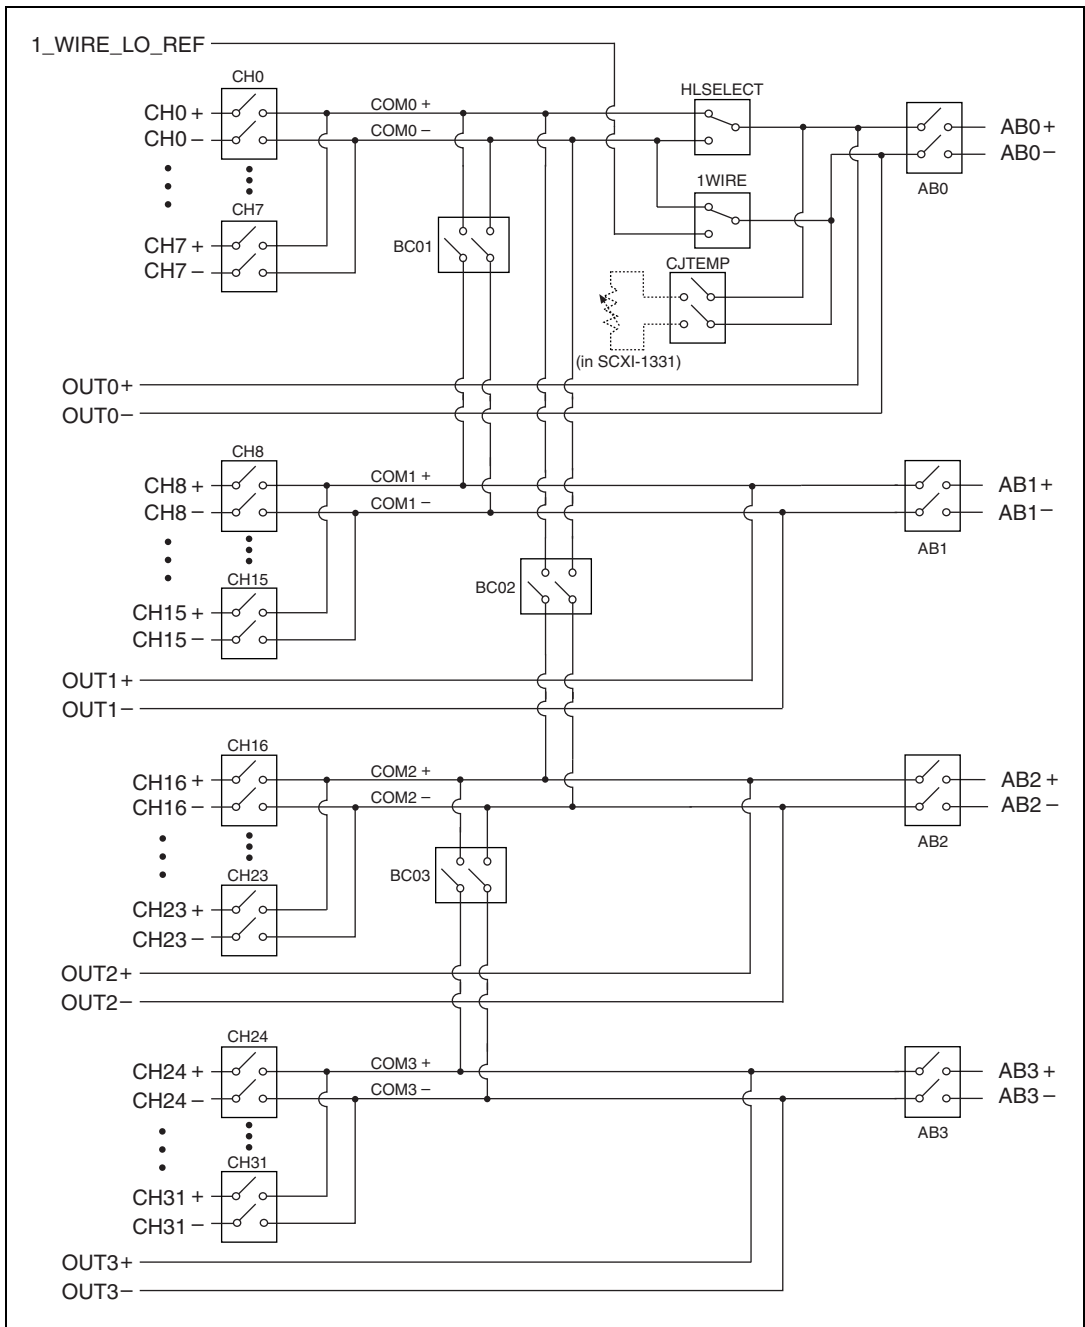 1_WIRE_LO_REF
CH0
CH0+
CH0−
COM0 +
COM0 −
HLSELECT
AB0+
AB0−
AB0
1WIRE
CH7
CH7+
CH7−
BC01
CJTEMP
(in SCXI-1331)
OUT0+
OUT0−
CH8
CH8+
CH8−
COM1 +
COM1 −
AB1+
AB1−
AB1
BC02
CH15
CH15+
CH15−
OUT1+
OUT1−
CH16
CH16+
CH16−
COM2 +
COM2 −
AB2+
AB2−
AB2
BC03
CH23
CH23+
CH23−
OUT2+
OUT2−
CH24
CH24+
CH24−
COM3 +
COM3 −
AB3+
AB3−
AB3
CH31
CH31+
CH31−
OUT3+
OUT3−